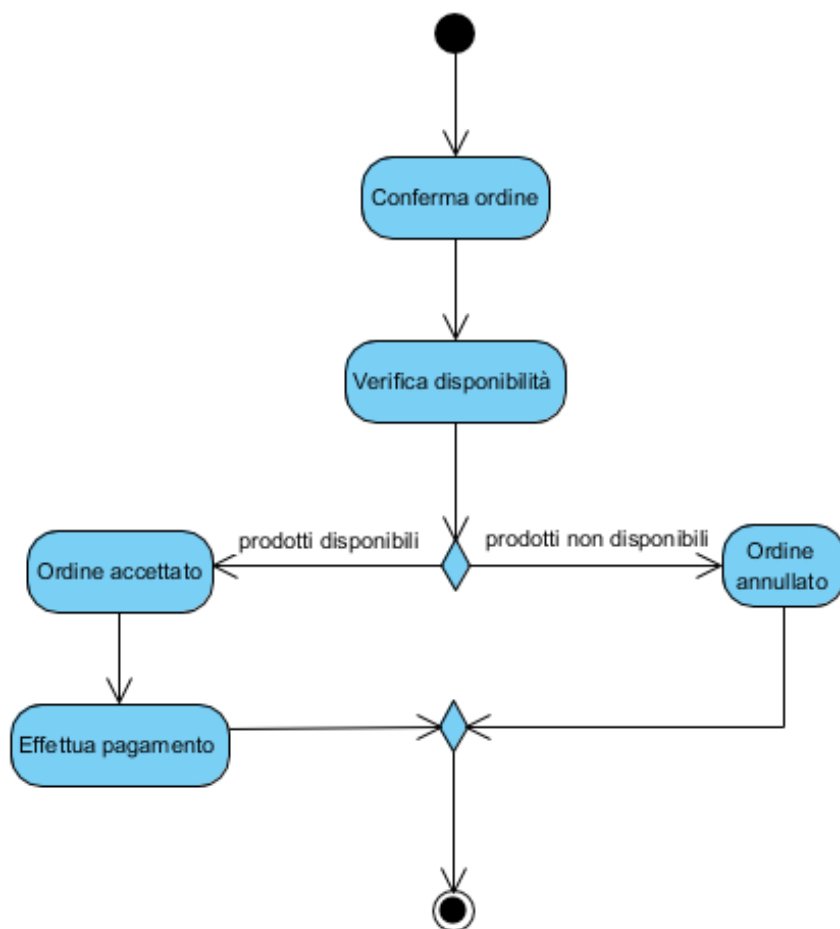 Conferma ordine
Verifica disponibilità
prodotti disponibili
prodotti non disponibili
Ordine accettato
Ordine
annullato
Effettua pagamento